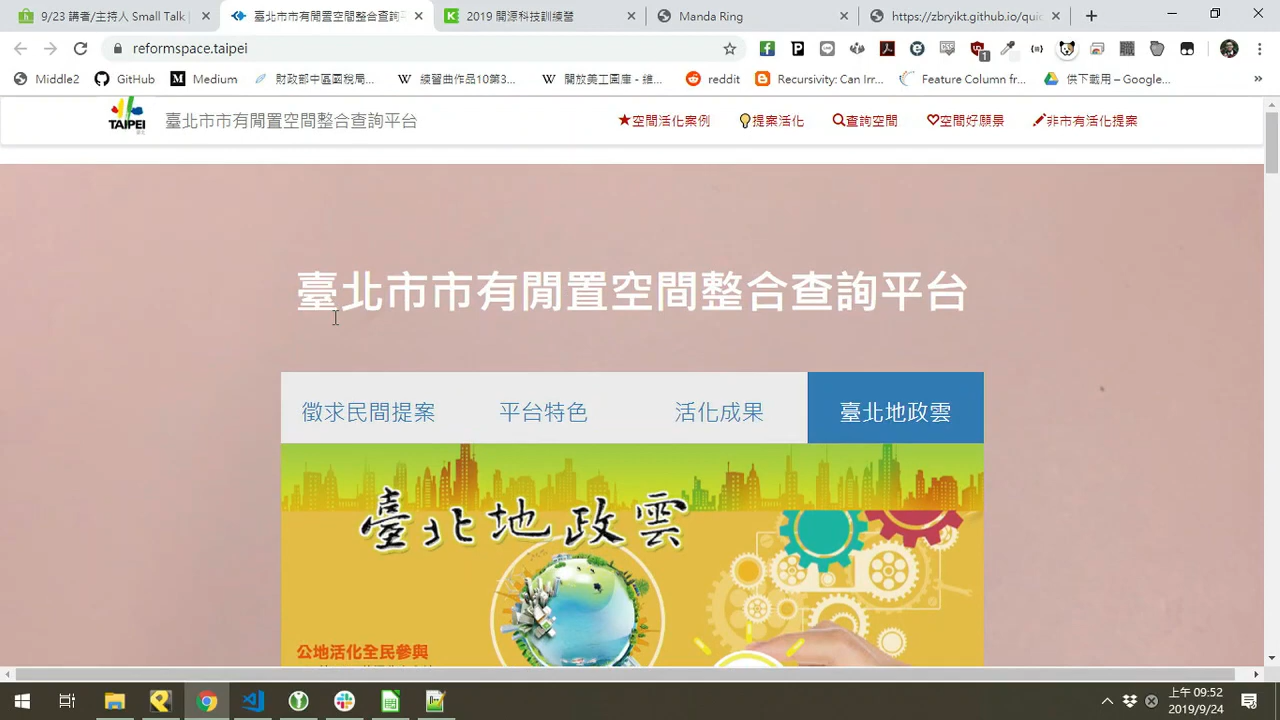 9/23 講者/主持人 Small Talk |
臺北市市有閒置空間整合查詢平
2019 開源科技訓練營
Manda Ring
https://zbryikt.github.io/quic
reformspace.taipei
Middle2
GitHub
Medium
財政部中區國稅局...
練習曲作品10第3...
開放美工圖庫 - 維...
reddit
Recursivity: Can Irr...
Feature Column fr...
供下載用 – Google...
TAIPEI
臺北市市有閒置空間整合查詢平台
空間活化案例
提案活化
查詢空間
空間好願景
非市有活化提案
臺北市市有閒置空間整合查詢平台
徵求民間提案
平台特色
活化成果
臺北地政雲
臺北地政雲
公地活化全民參與
上午 09:52
2019/9/24